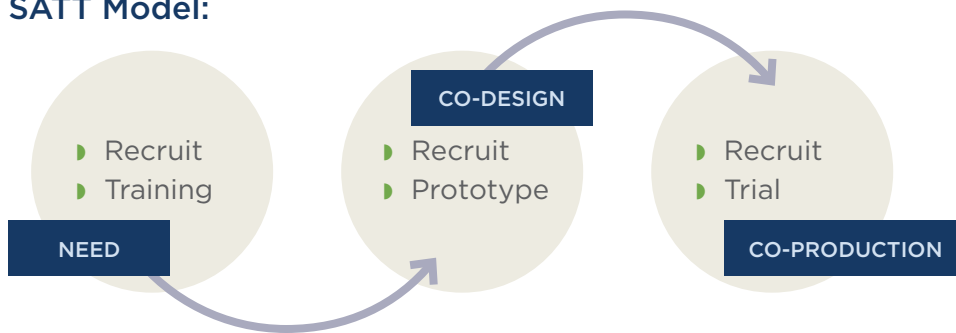 SATT Model:
Recruit
Training
NEED
CO-DESIGN
Recruit
Prototype
Recruit
Trial
CO-PRODUCTION